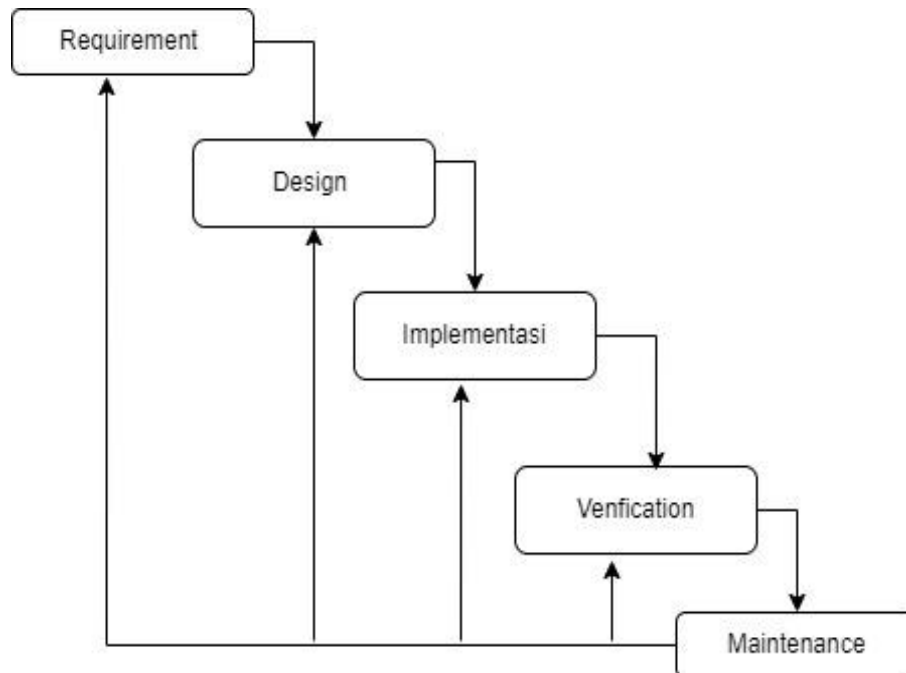 Requirement
Design
Implementasi
Venfication
Maintenance